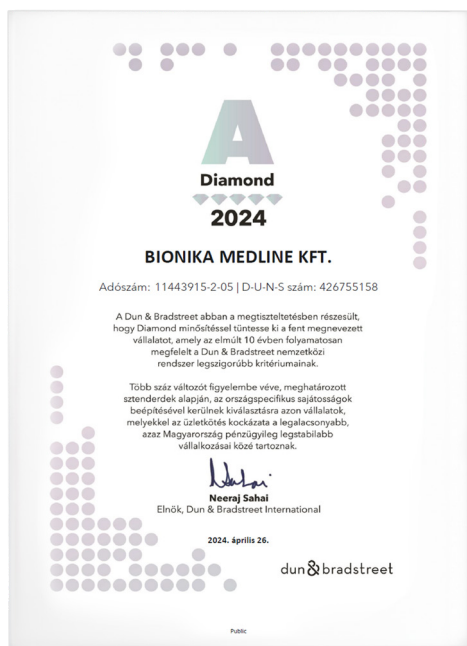 A
Diamond
2024
BIONIKA MEDLINE KFT.
Adószám: 11443915-2-05 | D-U-N-S szám: 426755158
A Dun & Bradstreet abban a megtiszteltetésben részesült,
hogy Diamond minősítéssel tüntesse ki a fent megnevezett
vállalatot, amely az elmúlt 10 évben folyamatosan
megfelelt a Dun & Bradstreet nemzetközi
rendszer legszigorúbb kritériumainak.
Több száz változót figyelembe véve, meghatározott
sztenderdek alapján, az országspecifikus sajátosságok
beépítésével kerülnek kiválasztásra azon vállalatok,
melyekkel az üzletkötés kockázata a legalacsonyabb,
azaz Magyarország pénzügyileg legstabilabb
vállalkozásai közé tartoznak.
Neeraj Sahai
Elnök, Dun & Bradstreet International
2024. április 26.
dun & bradstreet
Public